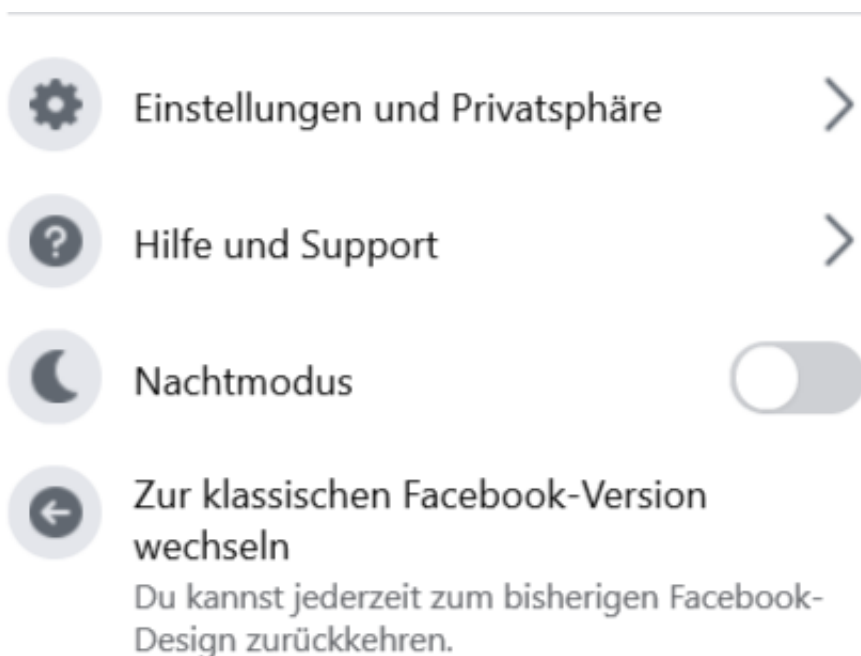 Einstellungen und Privatsphäre
Hilfe und Support
Nachtmodus
Zur klassischen Facebook-Version
wechseln
Du kannst jederzeit zum bisherigen Facebook-
Design zurückkehren.